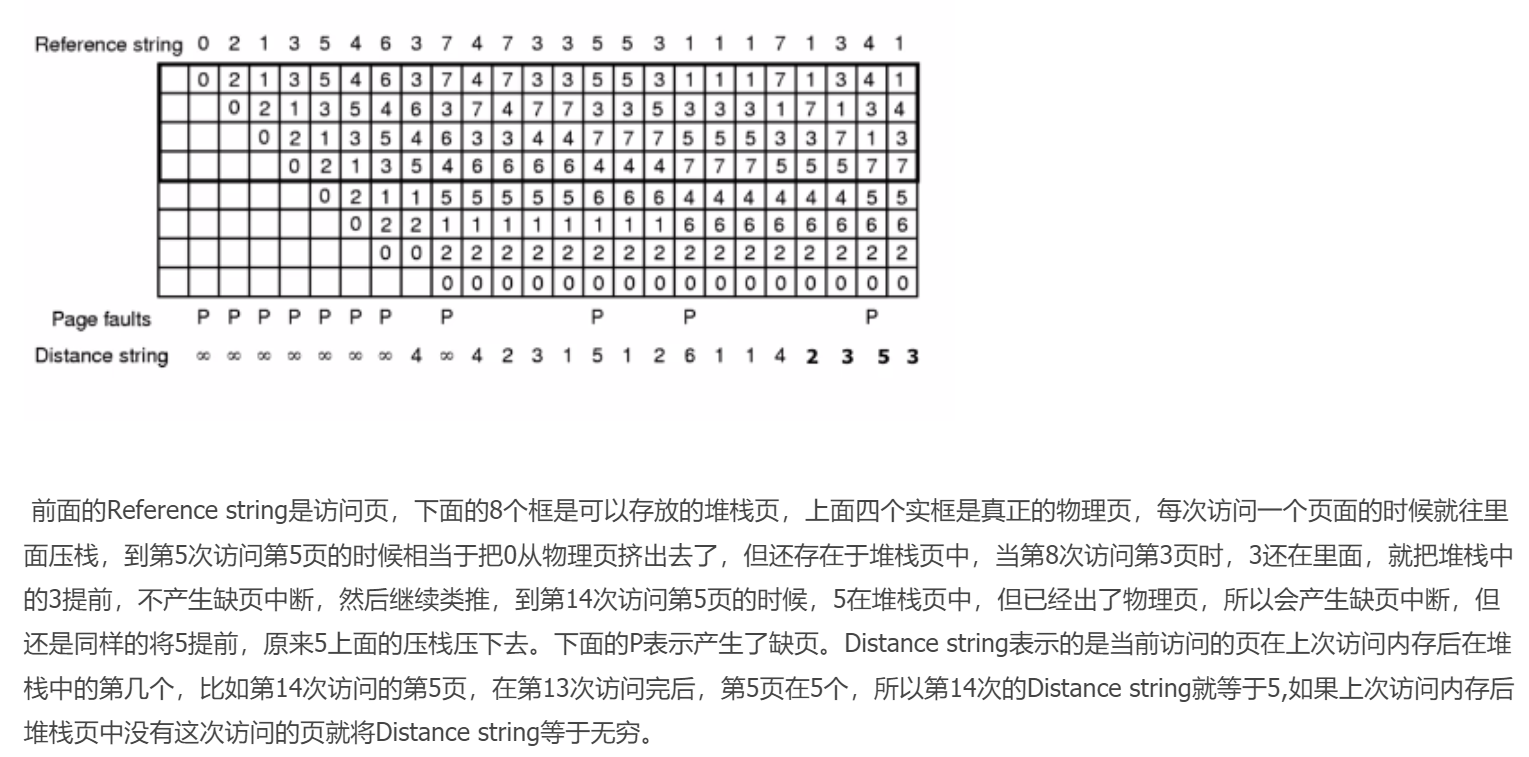 Reference string 0 2 1 3 5 4 6 3 7 4 7 3 3 5 5 3 1 1 1 7 1 3 4 1
0 2 1 3 5 4 6 3 7 4 7 3 3 5 5 3 1 1 1 7 1 3 4 1
0 2 1 3 5 4 6 3 7 4 7 7 3 3 5 3 3 3 1 7 1 3 4
0 2 1 3 5 4 6 3 3 4 4 7 7 7 5 5 5 3 3 7 1 3
0 2 1 3 5 4 6 6 6 6 4 4 4 7 7 7 5 5 5 7 7
0 2 1 1 5 5 5 5 5 6 6 6 4 4 4 4 4 4 5 5
0 2 2 1 1 1 1 1 1 1 1 6 6 6 6 6 6 6 6
0 0 2 2 2 2 2 2 2 2 2 2 2 2 2 2 2 2
0 0 0 0 0 0 0 0 0 0 0 0 0 0 0 0
Page faults P P P P P P P P P P P
Distance string ∞ ∞ ∞ ∞ ∞ ∞ ∞ 4 ∞ 4 2 3 1 5 1 2 6 1 1 4 2 3 5 3
前面的Reference string是访问页，下面的8个框是可以存放的堆栈页，上面四个实框是真正的物理页，每次访问一个页面的时候就往里
面压栈，到第5次访问第5页的时候相当于把0从物理页挤出去了，但还存在于堆栈页中，当第8次访问第3页时，3还在里面，就把堆栈中
的3提前，不产生缺页中断，然后继续类推，到第14次访问第5页的时候，5在堆栈页中，但已经出了物理页，所以会产生缺页中断，但
还是同样的将5提前，原来5上面的压栈压下去。下面的P表示产生了缺页。Distance string表示的是当前访问的页在上次访问内存后在堆
栈中的第几个，比如第14次访问的第5页，在第13次访问完后，第5页在5个，所以第14次的Distance string就等于5,如果上次访问内存后
堆栈页中没有这次访问的页就将Distance string等于无穷。